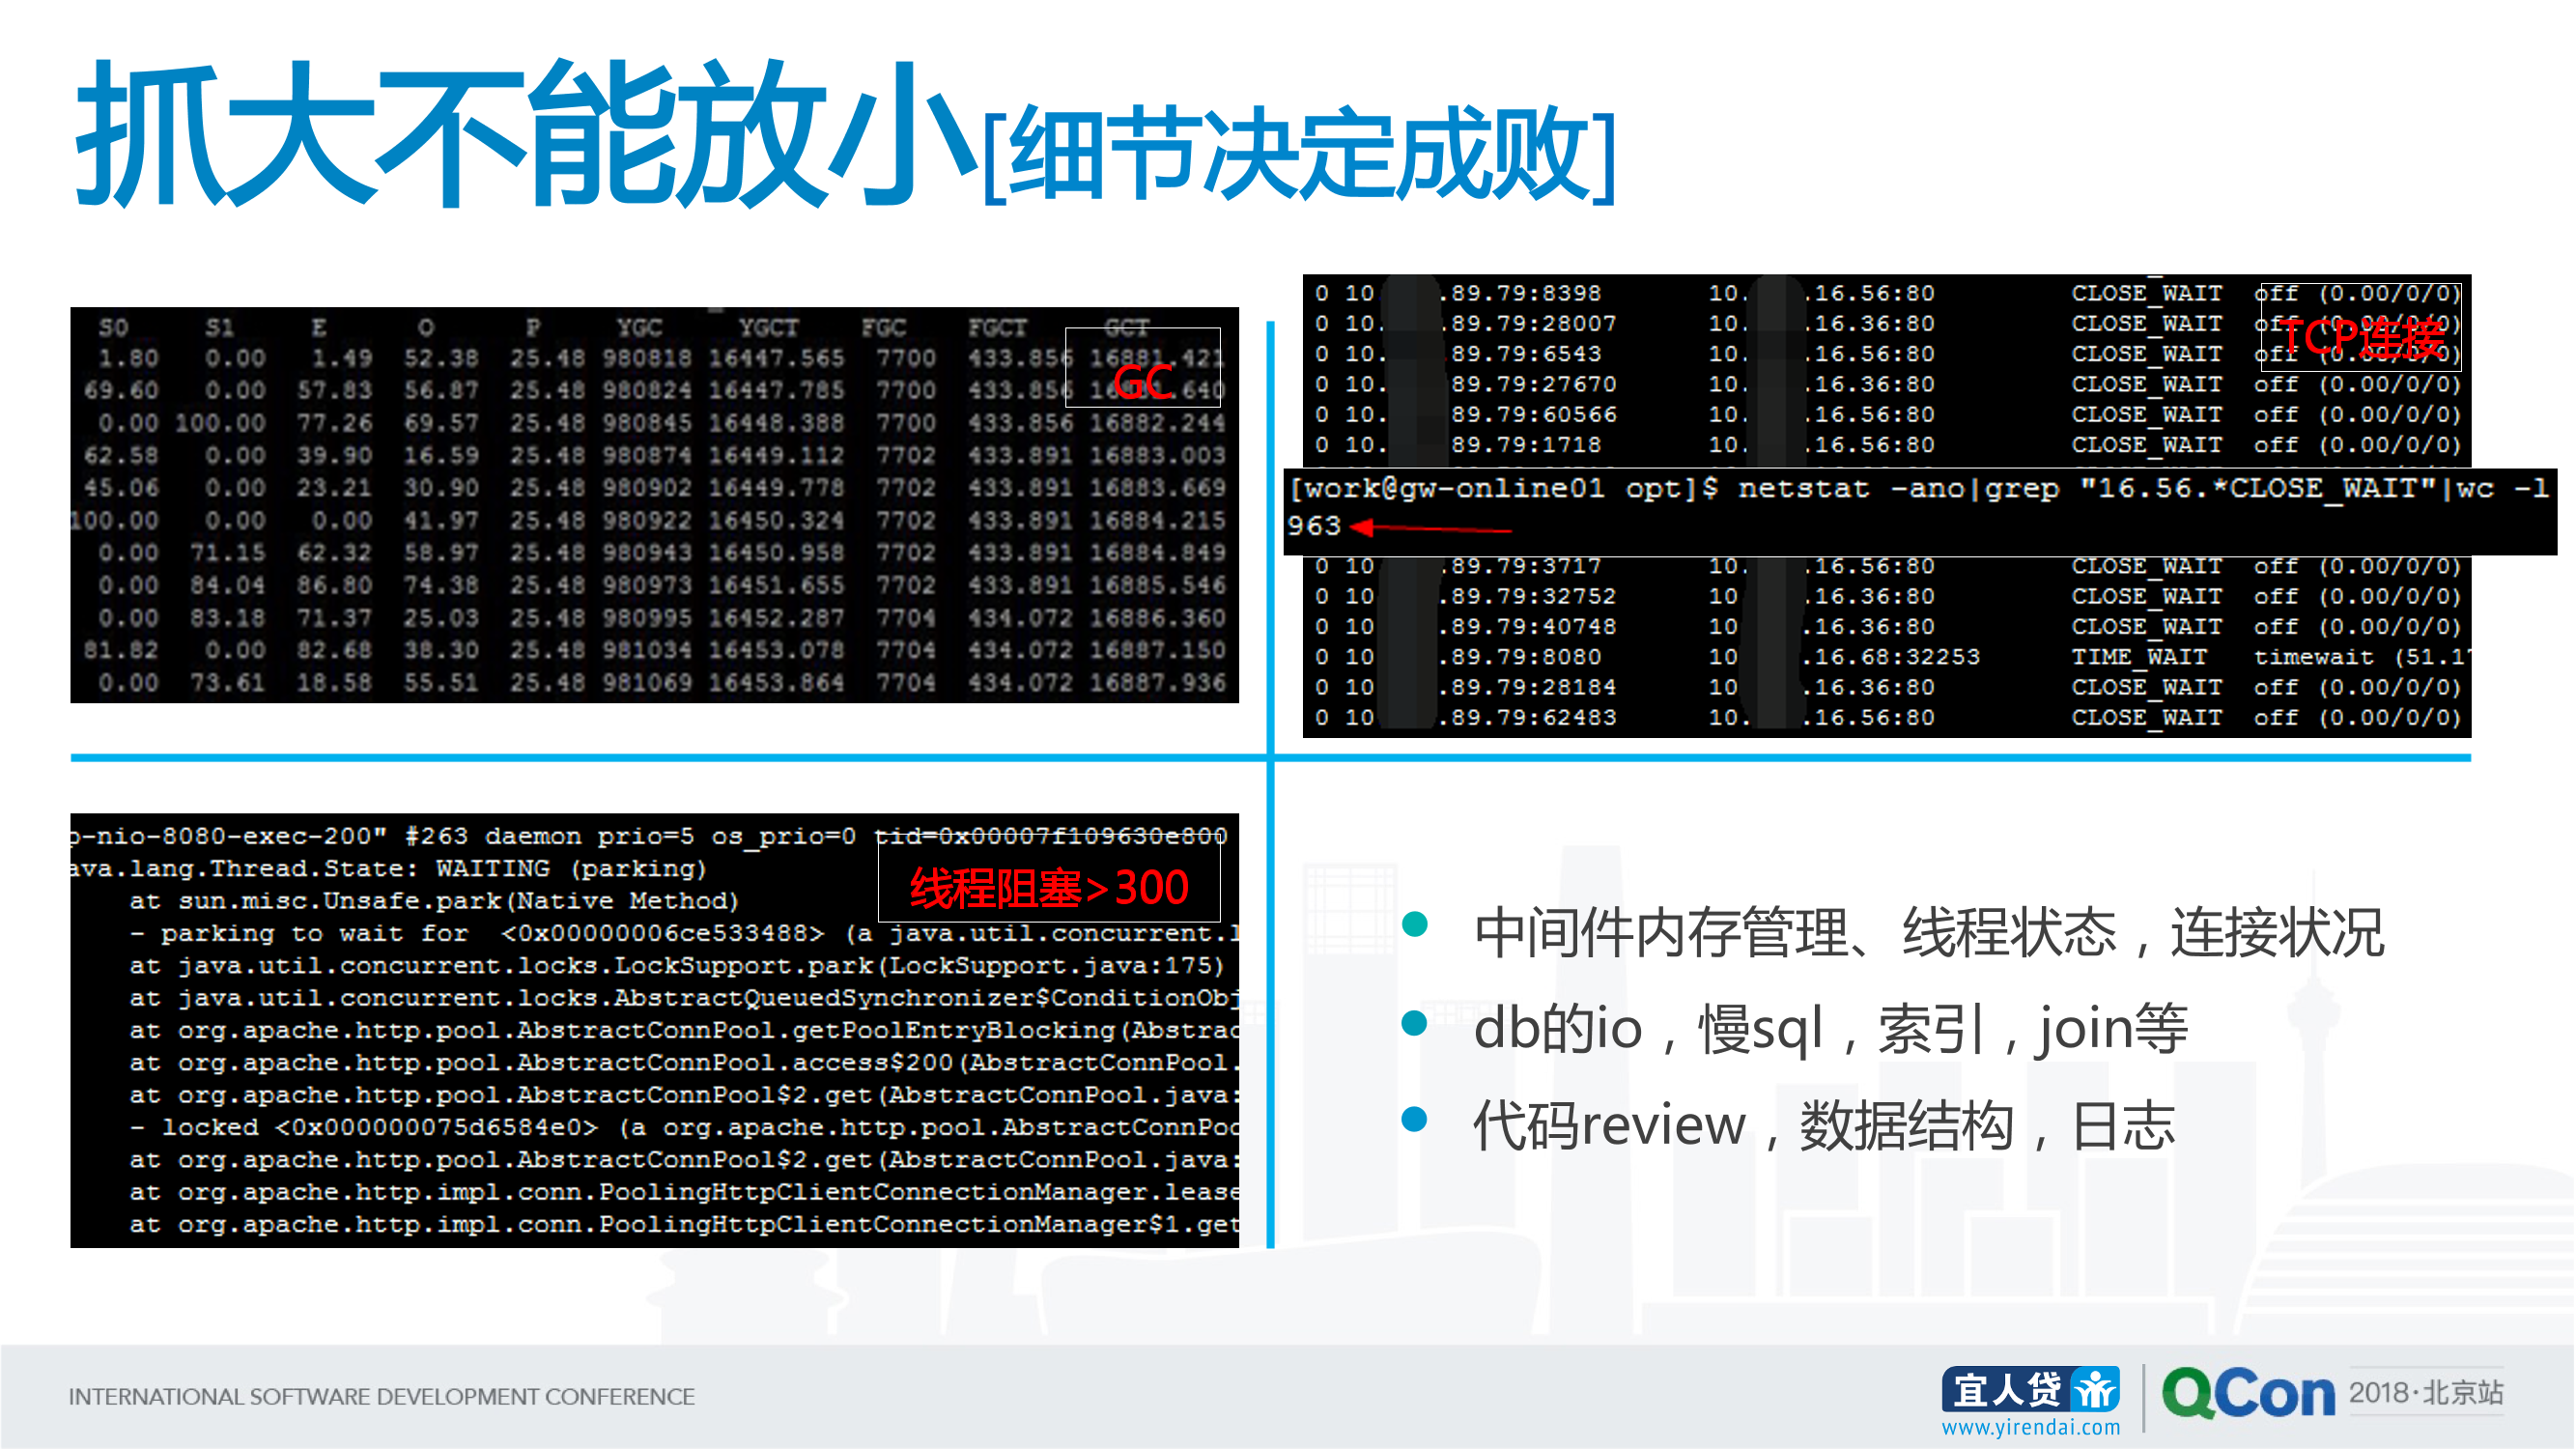 抓大不能放小[细节决定成败]
S0 S1 E O P YGC YGCT FGC FGCT GCT
1.80 0.00 1.49 52.38 25.48 980818 16447.565 7700 433.856 16881.421
69.60 0.00 57.83 56.87 25.48 980824 16447.785 7700 433.856 16881.640
0.00 100.00 77.26 69.57 25.48 980845 16448.388 7700 433.856 16882.244
62.58 0.00 39.90 16.59 25.48 980874 16449.112 7702 433.891 16883.003
45.06 0.00 23.21 30.90 25.48 980902 16449.778 7702 433.891 16883.669
100.00 0.00 0.00 41.97 25.48 980922 16450.324 7702 433.891 16884.215
0.00 71.15 62.32 58.97 25.48 980943 16450.958 7702 433.891 16884.849
0.00 84.04 86.80 74.38 25.48 980973 16451.655 7702 433.891 16885.546
0.00 83.18 71.37 25.03 25.48 980995 16452.287 7704 434.072 16886.360
81.82 0.00 82.68 38.30 25.48 981034 16453.078 7704 434.072 16887.150
0.00 73.61 18.58 55.51 25.48 981069 16453.864 7704 434.072 16887.936
GC
0 10 .89.79:8398 10. .16.56:80 CLOSE_WAIT off (0.00/0/0)
0 10. .89.79:28007 10. .16.36:80 CLOSE_WAIT off (0.00/0/0)
0 10. 89.79:6543 10. .16.56:80 CLOSE_WAIT off (0.00/0/0)
0 10. 89.79:27670 10. .16.36:80 CLOSE_WAIT off (0.00/0/0)
0 10. 89.79:60566 10. .16.56:80 CLOSE_WAIT off (0.00/0/0)
0 10. 89.79:1718 10. .16.56:80 CLOSE_WAIT off (0.00/0/0)
TCP连接
[work@gw-online01 opt]$ netstat -ano|grep "16.56.*CLOSE_WAIT"|wc -l
963
0 10 .89.79:3717 10. .16.56:80 CLOSE_WAIT off (0.00/0/0)
0 10 .89.79:32752 10 .16.36:80 CLOSE_WAIT off (0.00/0/0)
0 10 .89.79:40748 10 .16.36:80 CLOSE_WAIT off (0.00/0/0)
0 10 .89.79:8080 10 .16.68:32253 TIME_WAIT timewait (51.17
0 10 .89.79:28184 10 .16.36:80 CLOSE_WAIT off (0.00/0/0)
0 10 .89.79:62483 10. .16.56:80 CLOSE_WAIT off (0.00/0/0)
p-nio-8080-exec-200" #263 daemon prio=5 os_prio=0 tid=0x00007f109630e800
ava.lang.Thread.State: WAITING (parking)
线程阻塞>300
at sun.misc.Unsafe.park(Native Method)
- parking to wait for <0x00000006ce533488> (a java.util.concurrent.l
at java.util.concurrent.locks.LockSupport.park(LockSupport.java:175)
at java.util.concurrent.locks.AbstractQueuedSynchronizer$ConditionObj
at org.apache.http.pool.AbstractConnPool.getPoolEntryBlocking(Abstrac
at org.apache.http.pool.AbstractConnPool.access$200(AbstractConnPool.
at org.apache.http.pool.AbstractConnPool$2.get(AbstractConnPool.java:
- locked <0x000000075d6584e0> (a org.apache.http.pool.AbstractConnPoo
at org.apache.http.pool.AbstractConnPool$2.get(AbstractConnPool.java:
at org.apache.http.impl.conn.PoolingHttpClientConnectionManager.lease
at org.apache.http.impl.conn.PoolingHttpClientConnectionManager$1.get
中间件内存管理、线程状态，连接状况
db的io，慢sql，索引，join等
代码review，数据结构，日志
INTERNATIONAL SOFTWARE DEVELOPMENT CONFERENCE
宜人贷
www.yirendai.com
QCon 2018·北京站